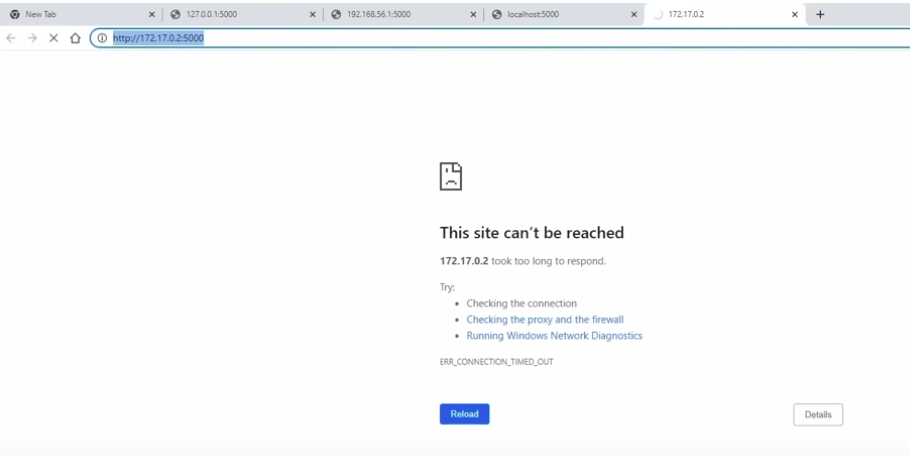 New Tab
127.0.0.1:5000
192.168.56.1:5000
localhost:5000
172.17.0.2
http://172.17.0.2:5000
This site can't be reached
172.17.0.2 took too long to respond.
Try:
• Checking the connection
• Checking the proxy and the firewall
• Running Windows Network Diagnostics
ERR_CONNECTION_TIMED_OUT
Reload
Details